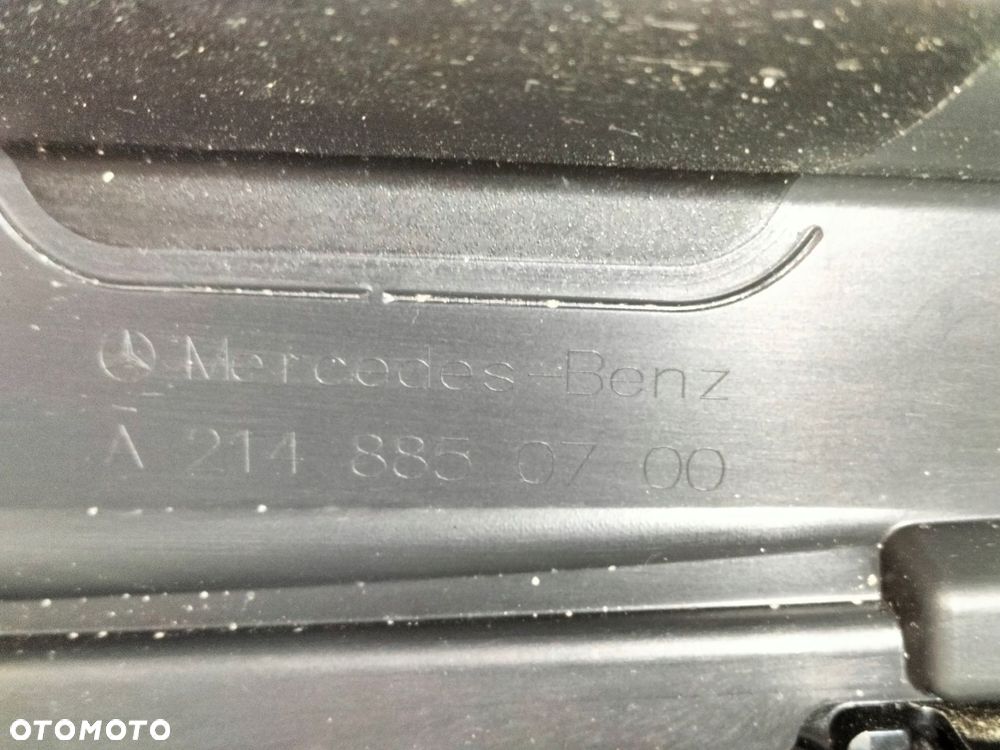 Mercedes-Benz
A 214 885 07 00
OTOMOTO